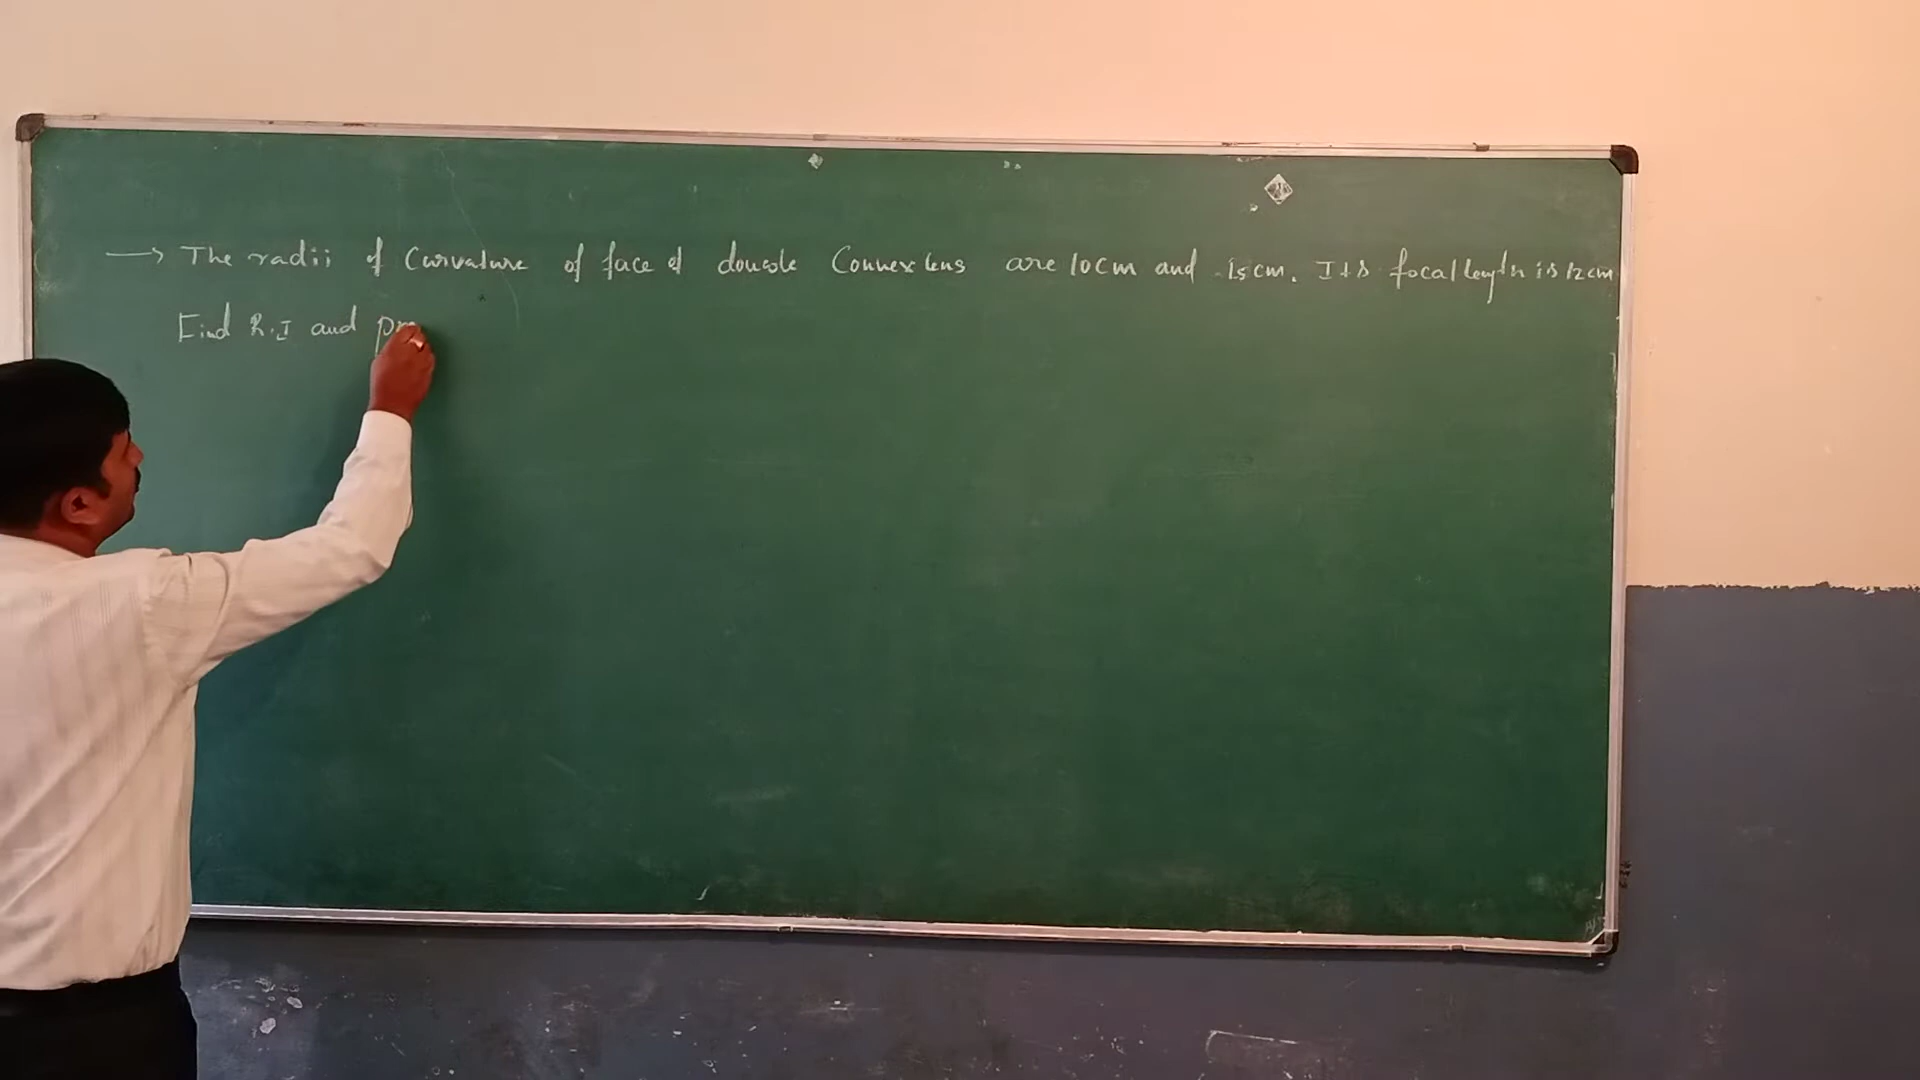 → The radii of Curvature of face of double Convex lens are 10cm and 15cm. Its focal length is 12cm
Find R.I and